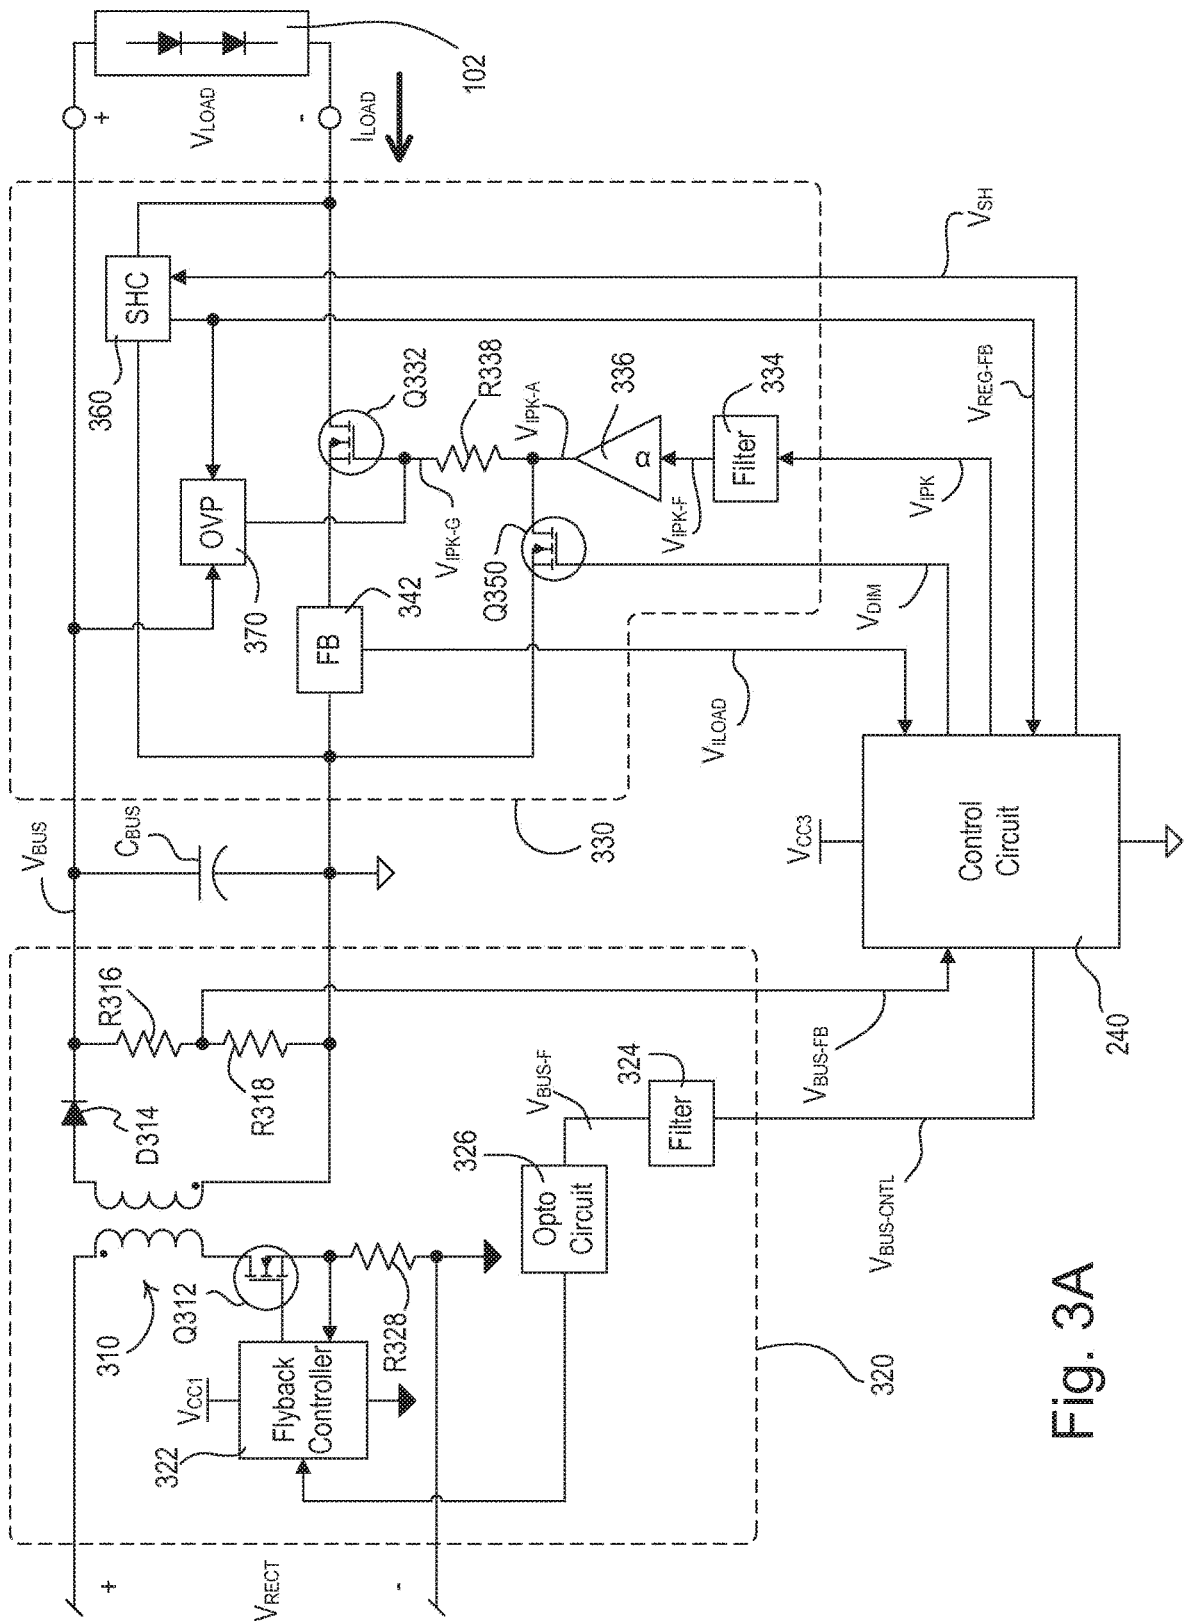 +
VRECT
-
320
322
VCC1
Flyback
Controller
310
Q312
R328
D314
R316
R318
326
Opto
Circuit
VBUS-F
324
Filter
VBUS-FB
VBUS-CNTL
VBUS
CBUS
330
VCC3
Control
Circuit
240
360
SHC
OVP
370
FB
342
Q332
VIPK-G
R338
VIPK-A
Q350
336
α
VIPK-F
334
Filter
VILOAD
VDIM
VIPK
VREG-FB
VSH
+
VLOAD
-
ILOAD
102
Fig. 3A